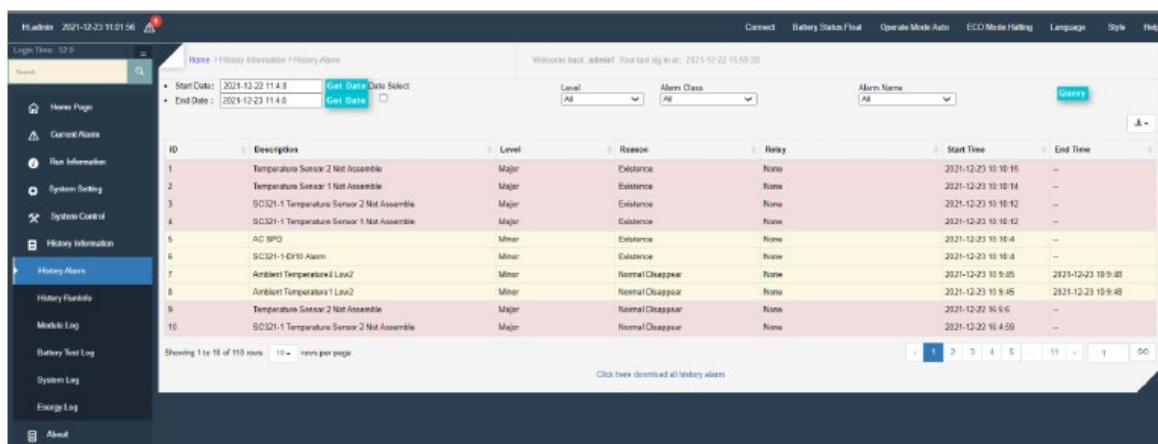 Hi,admin 2021-12-23 11:01:56
Connect Battery Status:Float Operate Mode:Auto ECO Mode:Halting Language Style Help
Login Time: 52:6
Search
Home / History Information / History Alarm
Welcome back, admin! Your last sig in at: 2021-12-22 15:59:20
Start Date: 2021-12-22 11:4:8 Get Date Date Select
End Date : 2021-12-23 11:4:8 Get Date
Level Alarm Class Alarm Name
All All All Query
Home Page
Current Alarm
Run Information
System Setting
System Control
History Information
History Alarm
History RunInfo
Module Log
Battery Test Log
System Log
Energy Log
About
ID Description Level Reason Relay Start Time End Time
1 Temperature Sensor 2 Not Assemble Major Existence None 2021-12-23 10:10:15 --
2 Temperature Sensor 1 Not Assemble Major Existence None 2021-12-23 10:10:14 --
3 SC321-1 Temperature Sensor 2 Not Assemble Major Existence None 2021-12-23 10:10:12 --
4 SC321-1 Temperature Sensor 1 Not Assemble Major Existence None 2021-12-23 10:10:12 --
5 AC SPD Minor Existence None 2021-12-23 10:10:4 --
6 SC321-1-DI10 Alarm Minor Existence None 2021-12-23 10:10:4 --
7 Ambient Temperature Low2 Minor Normal Disappear None 2021-12-23 10:9:45 2021-12-23 10:9:48
8 Ambient Temperature1 Low2 Minor Normal Disappear None 2021-12-23 10:9:45 2021-12-23 10:9:48
9 Temperature Sensor 2 Not Assemble Major Normal Disappear None 2021-12-22 16:5:6 --
10 SC321-1 Temperature Sensor 2 Not Assemble Major Normal Disappear None 2021-12-22 16:4:59 --
Showing 1 to 10 of 110 rows 10 rows per page
‹ 1 2 3 4 5 ... 11 › 1 GO
Click here download all history alarm